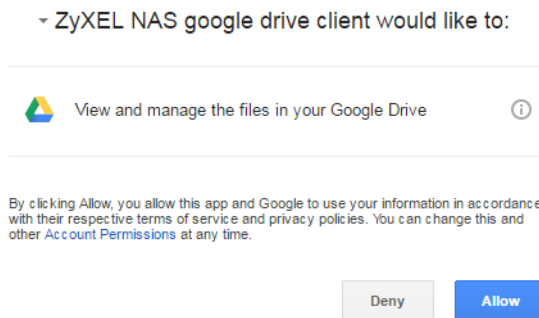 ZyXEL NAS google drive client would like to:
View and manage the files in your Google Drive
By clicking Allow, you allow this app and Google to use your information in accordance
with their respective terms of service and privacy policies. You can change this and
other Account Permissions at any time.
Deny Allow